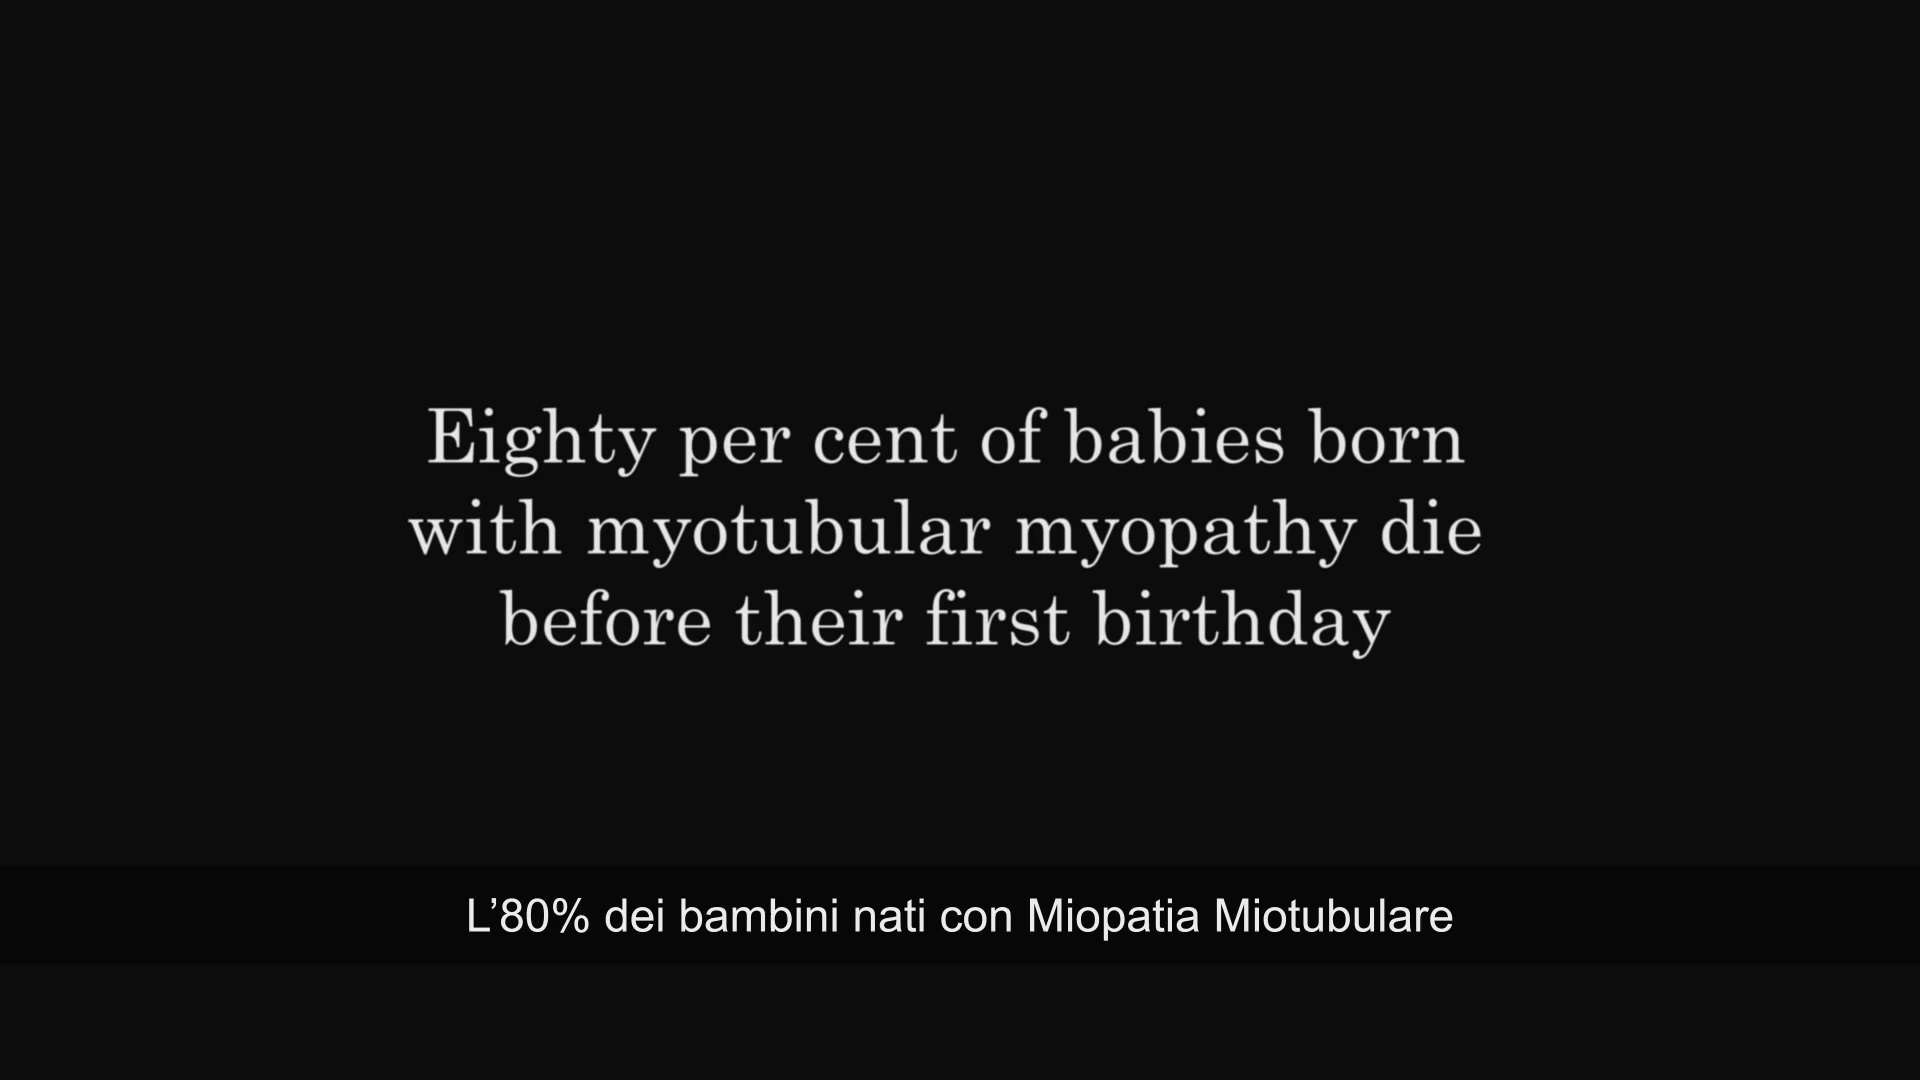 Eighty per cent of babies born
with myotubular myopathy die
before their first birthday
L’80% dei bambini nati con Miopatia Miotubulare